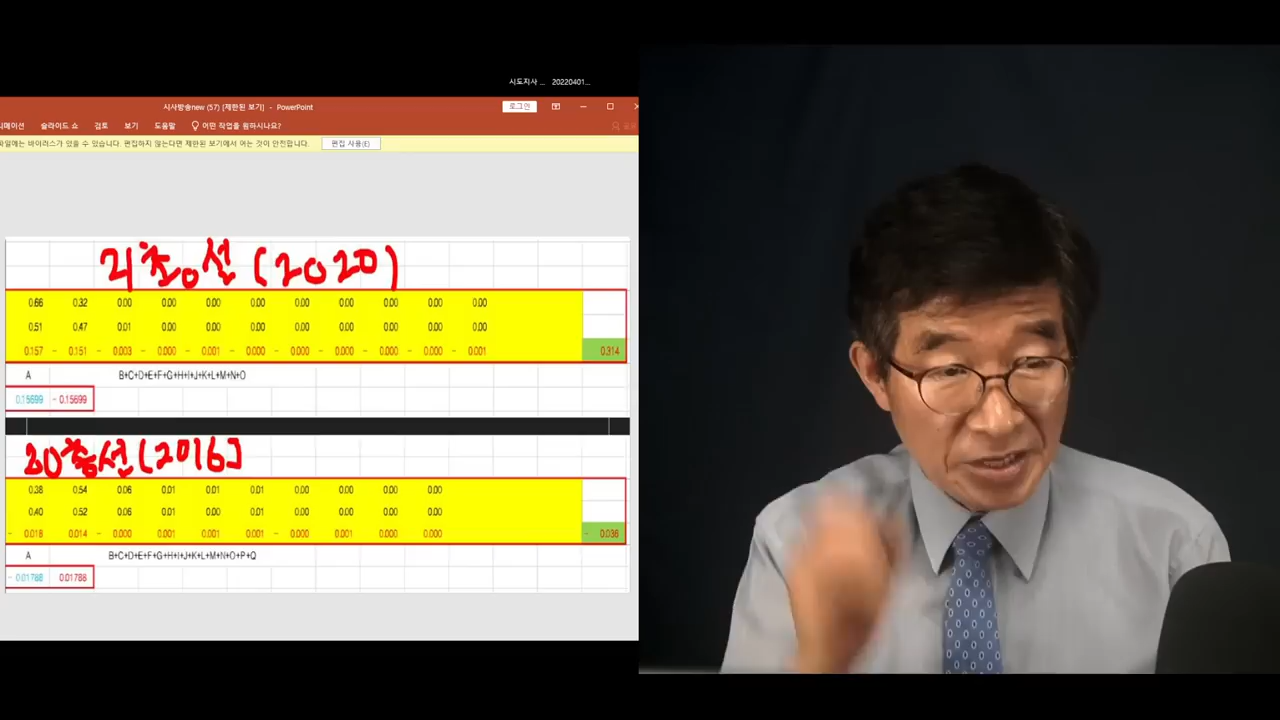 시도지사 ... 20220401...
시사방송new (57) [제한된 보기] - PowerPoint 로그인
슬라이드 쇼 검토 보기 도움말 어떤 작업을 원하시나요?
파일에는 바이러스가 있을 수 있습니다. 편집하지 않는다면 제한된 보기에서 여는 것이 안전합니다. 편집 사용(E)
(2020)
0.66 0.32 0.00 0.00 0.00 0.00 0.00 0.00 0.00 0.00 0.00
0.51 0.47 0.01 0.00 0.00 0.00 0.00 0.00 0.00 0.00 0.00
0.157 - 0.151 - 0.003 - 0.000 - 0.001 - 0.000 - 0.000 - 0.000 - 0.000 - 0.000 - 0.001 0.314
A B+C+D+E+F+G+H+I+J+K+L+M+N+O
0.15699 - 0.15699
20총선(2016)
0.38 0.54 0.06 0.01 0.01 0.01 0.00 0.00 0.00 0.00
0.40 0.52 0.06 0.01 0.00 0.01 0.00 0.00 0.00 0.00
- 0.018 0.014 - 0.000 0.001 0.001 0.001 - 0.000 0.001 0.000 0.000 - 0.036
A B+C+D+E+F+G+H+I+J+K+L+M+N+O+P+Q
- 0.01788 0.01788